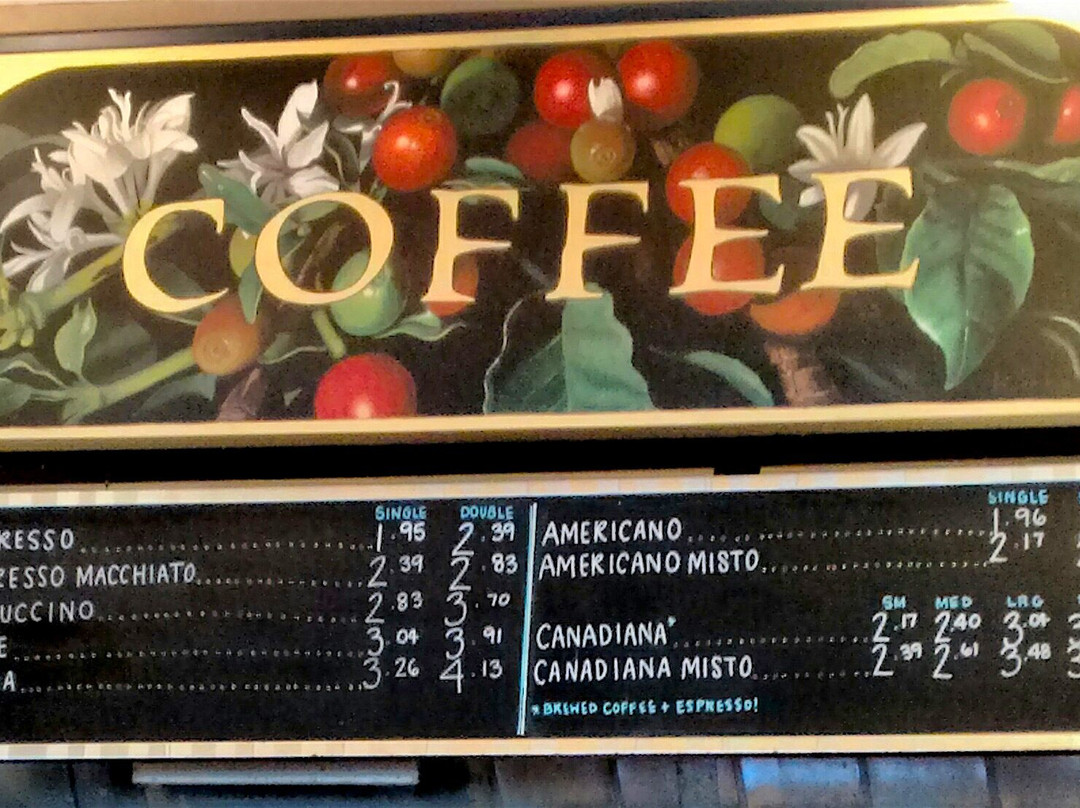 COFFEE
SINGLE DOUBLE
RESSO 1.95 2.39
RESSO MACCHIATO 2.39 2.83
UCCINO 2.83 3.70
E 3.04 3.91
A 3.26 4.13
SINGLE
AMERICANO 1.96
AMERICANO MISTO 2.17
SM MED LRG
CANADIANA* 2.17 2.40 3.04
CANADIANA MISTO 2.39 2.61 3.48
*BREWED COFFEE + ESPRESSO!